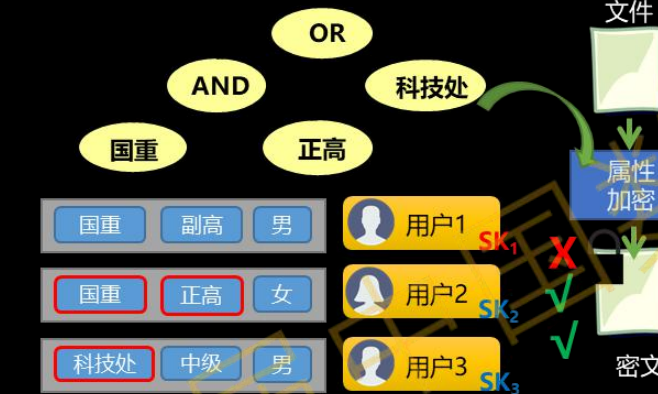 文件
OR
AND
科技处
国重
正高
属性
加密
国重 副高 男 用户1 SK1 X
国重 正高 女 用户2 SK2 √
科技处 中级 男 用户3 SK3 √
密文